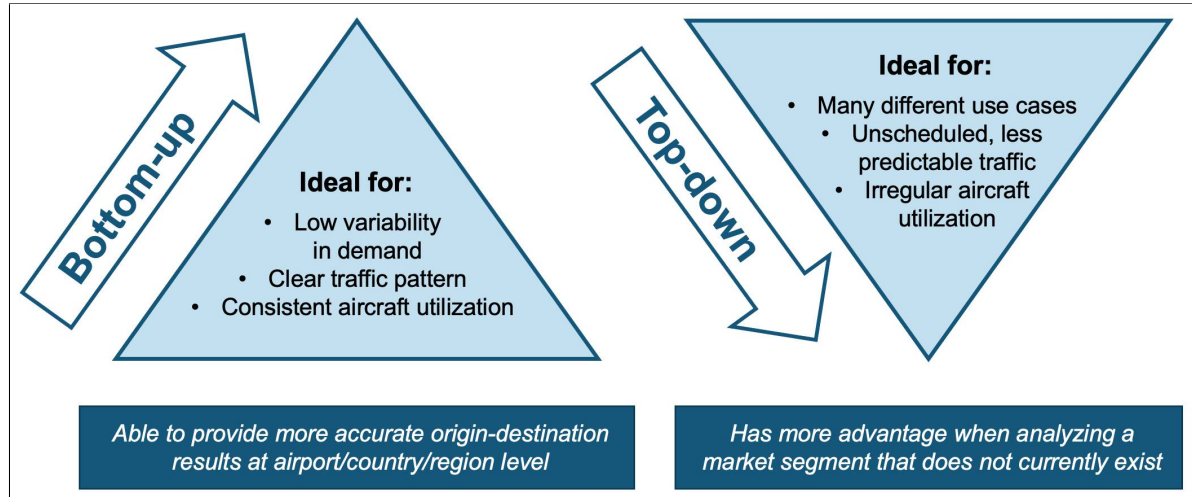 Bottom-up
Ideal for:
• Low variability
in demand
• Clear traffic pattern
• Consistent aircraft utilization
Able to provide more accurate origin-destination
results at airport/country/region level
Top-down
Ideal for:
• Many different use cases
• Unscheduled, less
predictable traffic
• Irregular aircraft
utilization
Has more advantage when analyzing a
market segment that does not currently exist